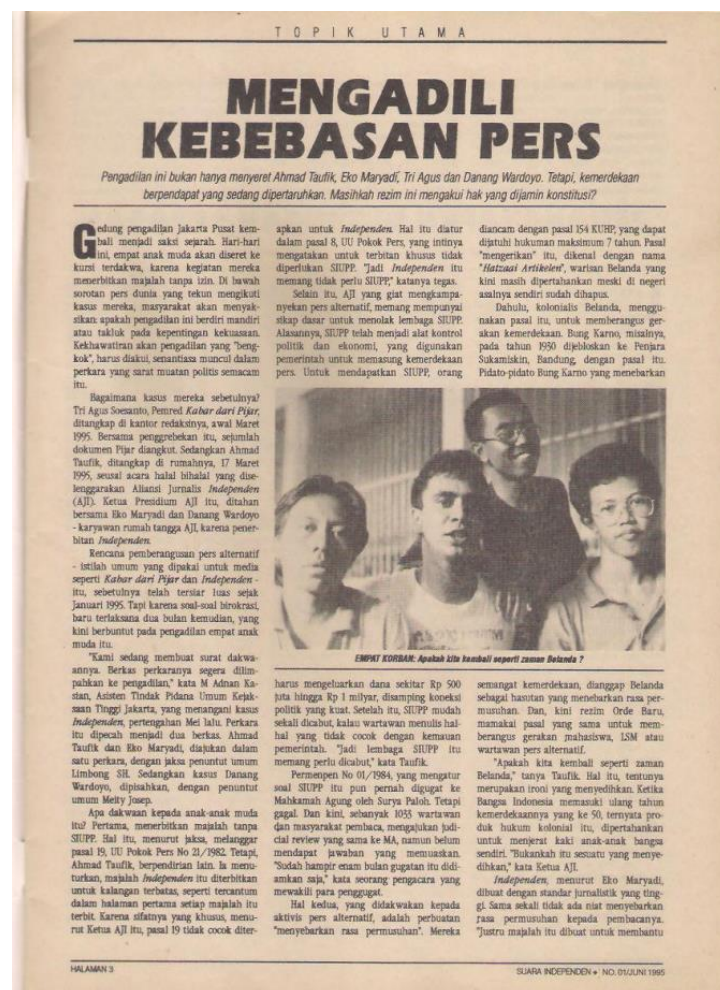 TOPIK UTAMA
MENGADILI
KEBEBASAN PERS
Pengadilan ini bukan hanya menyeret Ahmad Taufik, Eko Maryadi, Tri Agus dan Danang Wardoyo. Tetapi, kemerdekaan
berpendapat yang sedang dipertaruhkan. Masihkah rezim ini mengakui hak yang dijamin konstitusi?
Gedung pengadilan Jakarta Pusat kem-
bali menjadi saksi sejarah. Hari-hari
ini, empat anak muda akan diseret ke
kursi terdakwa, karena kegiatan mereka
menerbitkan majalah tanpa izin. Di bawah
sorotan pers dunia yang tekun mengikuti
kasus mereka, masyarakat akan menyak-
sikan: apakah pengadilan ini berdiri mandiri
atau takluk pada kepentingan kekuasaan.
Kekhawatiran akan pengadilan yang "beng-
kok", harus diakui, senantiasa muncul dalam
perkara yang sarat muatan politis semacam
itu.
Bagaimana kasus mereka sebetulnya?
Tri Agus Soesanto, Pemred Kabar dari Pijar,
ditangkap di kantor redaksinya, awal Maret
1995. Bersama penggrebekan itu, sejumlah
dokumen Pijar diangkut. Sedangkan Ahmad
Taufik, ditangkap di rumahnya, 17 Maret
1995, seusai acara halal bihalal yang dise-
lenggarakan Aliansi Jurnalis Independen
(AJI). Ketua Presidium AJI itu, ditahan
bersama Eko Maryadi dan Danang Wardoyo
- karyawan rumah tangga AJI, karena pener-
bitan Independen.
Rencana pemberangusan pers alternatif
- istilah umum yang dipakai untuk media
seperti Kabar dari Pijar dan Independen -
itu, sebetulnya telah tersiar luas sejak
Januari 1995. Tapi karena soal-soal birokrasi,
baru terlaksana dua bulan kemudian, yang
kini berbuntut pada pengadilan empat anak
muda itu.
"Kami sedang membuat surat dakwa-
annya. Berkas perkaranya segera dilim-
pahkan ke pengadilan," kata M Adnan Ka-
sian, Asisten Tindak Pidana Umum Kejak-
saan Tinggi Jakarta, yang menangani kasus
Independen, pertengahan Mei lalu. Perkara
itu dipecah menjadi dua berkas. Ahmad
Taufik dan Eko Maryadi, diajukan dalam
satu perkara, dengan jaksa penuntut umum
Limbong SH. Sedangkan kasus Danang
Wardoyo, dipisahkan, dengan penuntut
umum Meity Josep.
Apa dakwaan kepada anak-anak muda
itu? Pertama, menerbitkan majalah tanpa
SIUPP. Hal itu, menurut jaksa, melanggar
pasal 19, UU Pokok Pers No 21/1982. Tetapi,
Ahmad Taufik, berpendirian lain. Ia menu-
turkan, majalah Independen itu diterbitkan
untuk kalangan terbatas, seperti tercantum
dalam halaman pertama setiap majalah itu
terbit. Karena sifatnya yang khusus, menu-
rut Ketua AJI itu, pasal 19 tidak cocok diter-
apkan untuk Independen. Hal itu diatur
dalam pasal 8, UU Pokok Pers, yang intinya
mengatakan untuk terbitan khusus tidak
diperlukan SIUPP. "Jadi Independen itu
memang tidak perlu SIUPP," katanya tegas.
Selain itu, AJI yang giat mengkampa-
nyekan pers alternatif, memang mempunyai
sikap dasar untuk menolak lembaga SIUPP.
Alasannya, SIUPP telah menjadi alat kontrol
politik dan ekonomi, yang digunakan
pemerintah untuk memasung kemerdekaan
pers. Untuk mendapatkan SIUPP, orang
diancam dengan pasal 154 KUHP, yang dapat
dijatuhi hukuman maksimum 7 tahun. Pasal
"mengerikan" itu, dikenal dengan nama
"Hatzaai Artikelen", warisan Belanda yang
kini masih dipertahankan meski di negeri
asalnya sendiri sudah dihapus.
Dahulu, kolonialis Belanda, menggu-
nakan pasal itu, untuk memberangus ger-
akan kemerdekaan. Bung Karno, misalnya,
pada tahun 1930 dijebloskan ke Penjara
Sukamiskin, Bandung, dengan pasal itu.
Pidato-pidato Bung Karno yang menebarkan
EMPAT KORBAN: Apakah kita kembali seperti zaman Belanda ?
harus mengeluarkan dana sekitar Rp 500
juta hingga Rp 1 milyar, disamping koneksi
politik yang kuat. Setelah itu, SIUPP mudah
sekali dicabut, kalau wartawan menulis hal-
hal yang tidak cocok dengan kemauan
pemerintah. "Jadi lembaga SIUPP itu
memang perlu dicabut," kata Taufik.
Permenpen No 01/1984, yang mengatur
soal SIUPP itu pun pernah digugat ke
Mahkamah Agung oleh Surya Paloh. Tetapi
gagal. Dan kini, sebanyak 1033 wartawan
dan masyarakat pembaca, mengajukan judi-
cial review yang sama ke MA, namun belum
mendapat jawaban yang memuaskan.
"Sudah hampir enam bulan gugatan itu didi-
amkan saja," kata seorang pengacara yang
mewakili para penggugat.
Hal kedua, yang didakwakan kepada
aktivis pers alternatif, adalah perbuatan
"menyebarkan rasa permusuhan". Mereka
semangat kemerdekaan, dianggap Belanda
sebagai hasutan yang menebarkan rasa per-
musuhan. Dan, kini rezim Orde Baru,
mamakai pasal yang sama untuk mem-
berangus gerakan mahasiswa, LSM atau
wartawan pers alternatif.
"Apakah kita kembali seperti zaman
Belanda," tanya Taufik. Hal itu, tentunya
merupakan ironi yang menyedihkan. Ketika
Bangsa Indonesia memasuki ulang tahun
kemerdekaannya yang ke 50, ternyata pro-
duk hukum kolonial itu, dipertahankan
untuk menjerat kaki anak-anak bangsa
sendiri. "Bukankah itu sesuatu yang menye-
dihkan," kata Ketua AJI.
Independen, menurut Eko Maryadi,
dibuat dengan standar jurnalistik yang ting-
gi. Sama sekali tidak ada niat menyebarkan
rasa permusuhan kepada pembacanya.
"Justru majalah itu dibuat untuk membantu
HALAMAN 3
SUARA INDEPENDEN • NO. 01/JUNI 1995